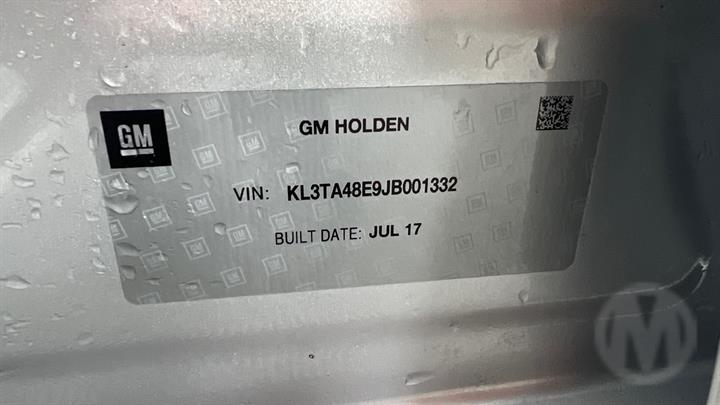 GM
GM HOLDEN
VIN: KL3TA48E9JB001332
BUILT DATE: JUL 17
M